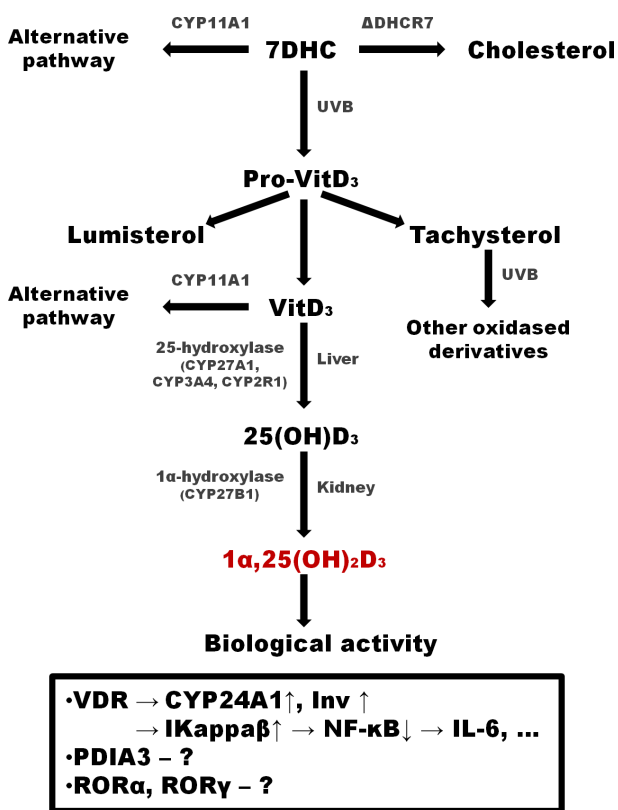 CYP11A1
ΔDHCR7
Alternative
pathway
7DHC
Cholesterol
UVB
Pro-VitD₃
Lumisterol
Tachysterol
CYP11A1
UVB
Alternative
pathway
VitD₃
Other oxidased
derivatives
25-hydroxylase
(CYP27A1,
CYP3A4, CYP2R1)
Liver
25(OH)D₃
1α-hydroxylase
(CYP27B1)
Kidney
1α,25(OH)₂D₃
Biological activity
•VDR → CYP24A1↑, Inv ↑
→ IKappaβ↑ → NF-κB↓ → IL-6, ...
•PDIA3 – ?
•RORα, RORγ – ?